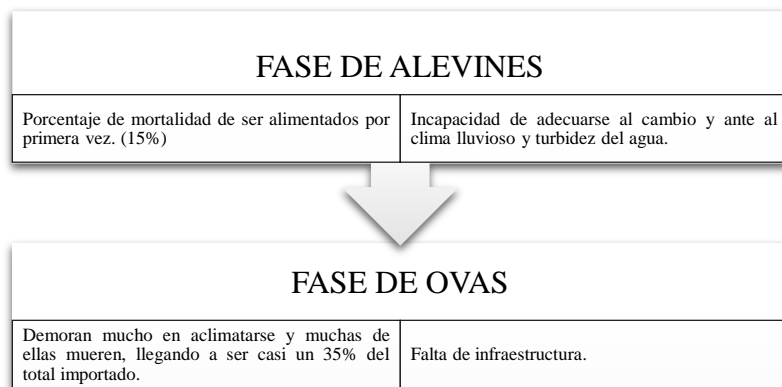 FASE DE ALEVINES
Porcentaje de mortalidad de ser alimentados por
primera vez. (15%)
Incapacidad de adecuarse al cambio y ante al
clima lluvioso y turbidez del agua.
FASE DE OVAS
Demoran mucho en aclimatarse y muchas de
ellas mueren, llegando a ser casi un 35% del
total importado.
Falta de infraestructura.